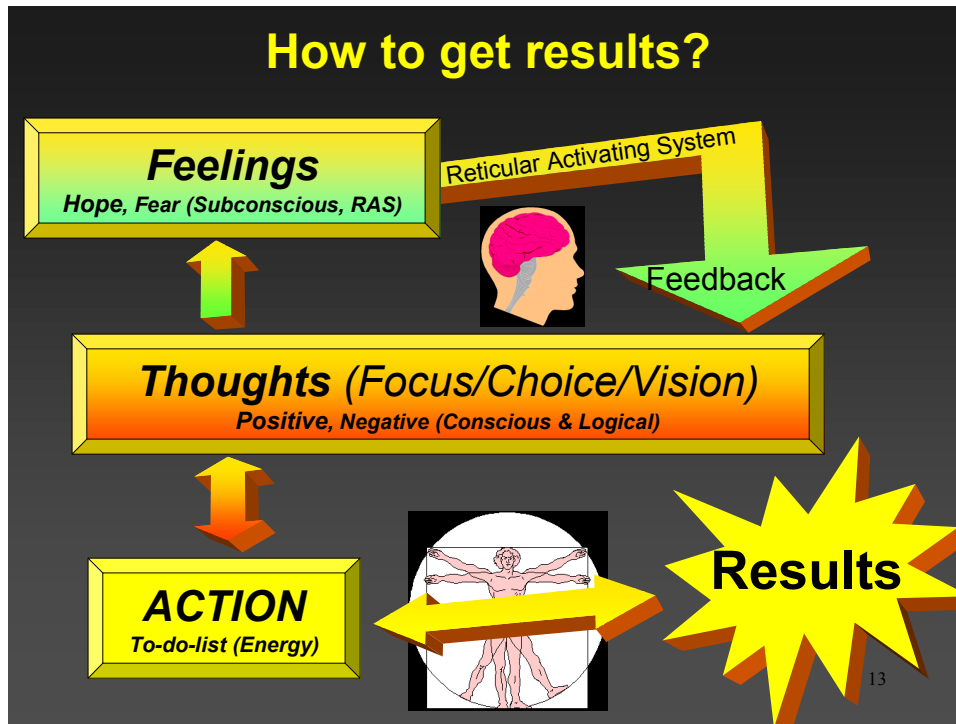 How to get results?
Feelings
Hope, Fear (Subconscious, RAS)
Reticular Activating System
Feedback
Thoughts (Focus/Choice/Vision)
Positive, Negative (Conscious & Logical)
ACTION
To-do-list (Energy)
Results
13